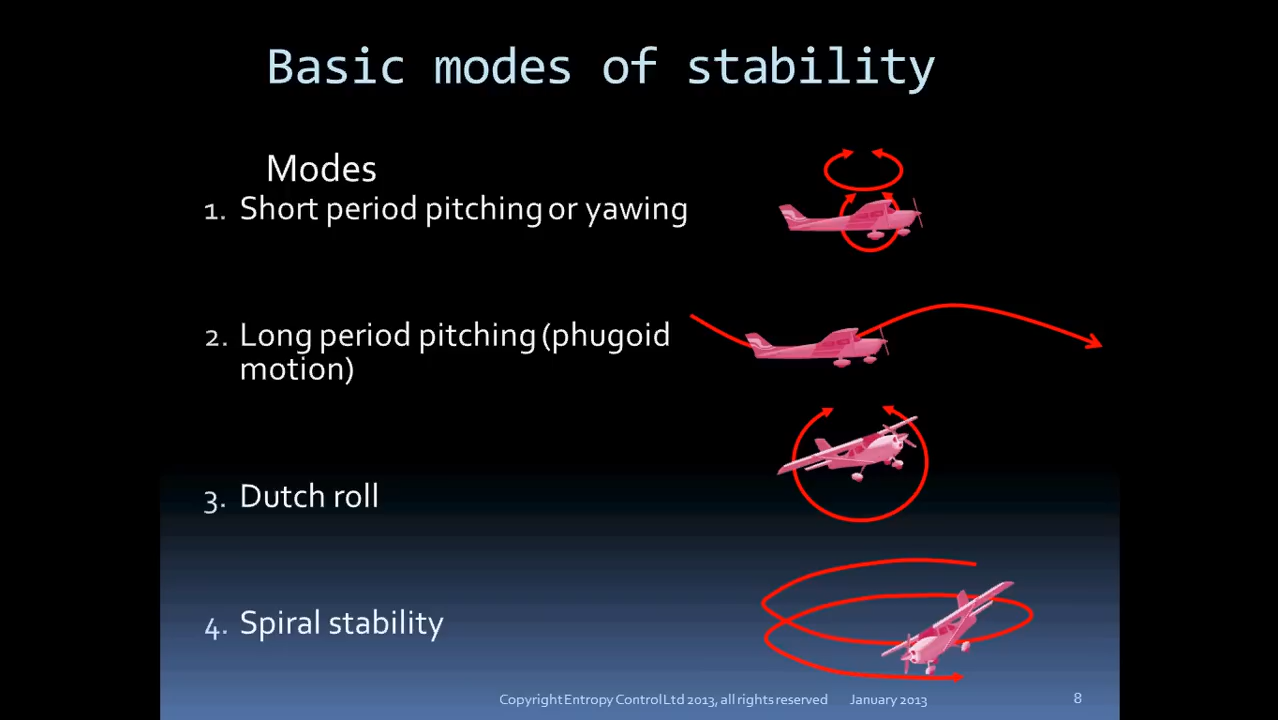 Basic modes of stability
Modes
1. Short period pitching or yawing
2. Long period pitching (phugoid
motion)
3. Dutch roll
4. Spiral stability
Copyright Entropy Control Ltd 2013, all rights reserved January 2013 8